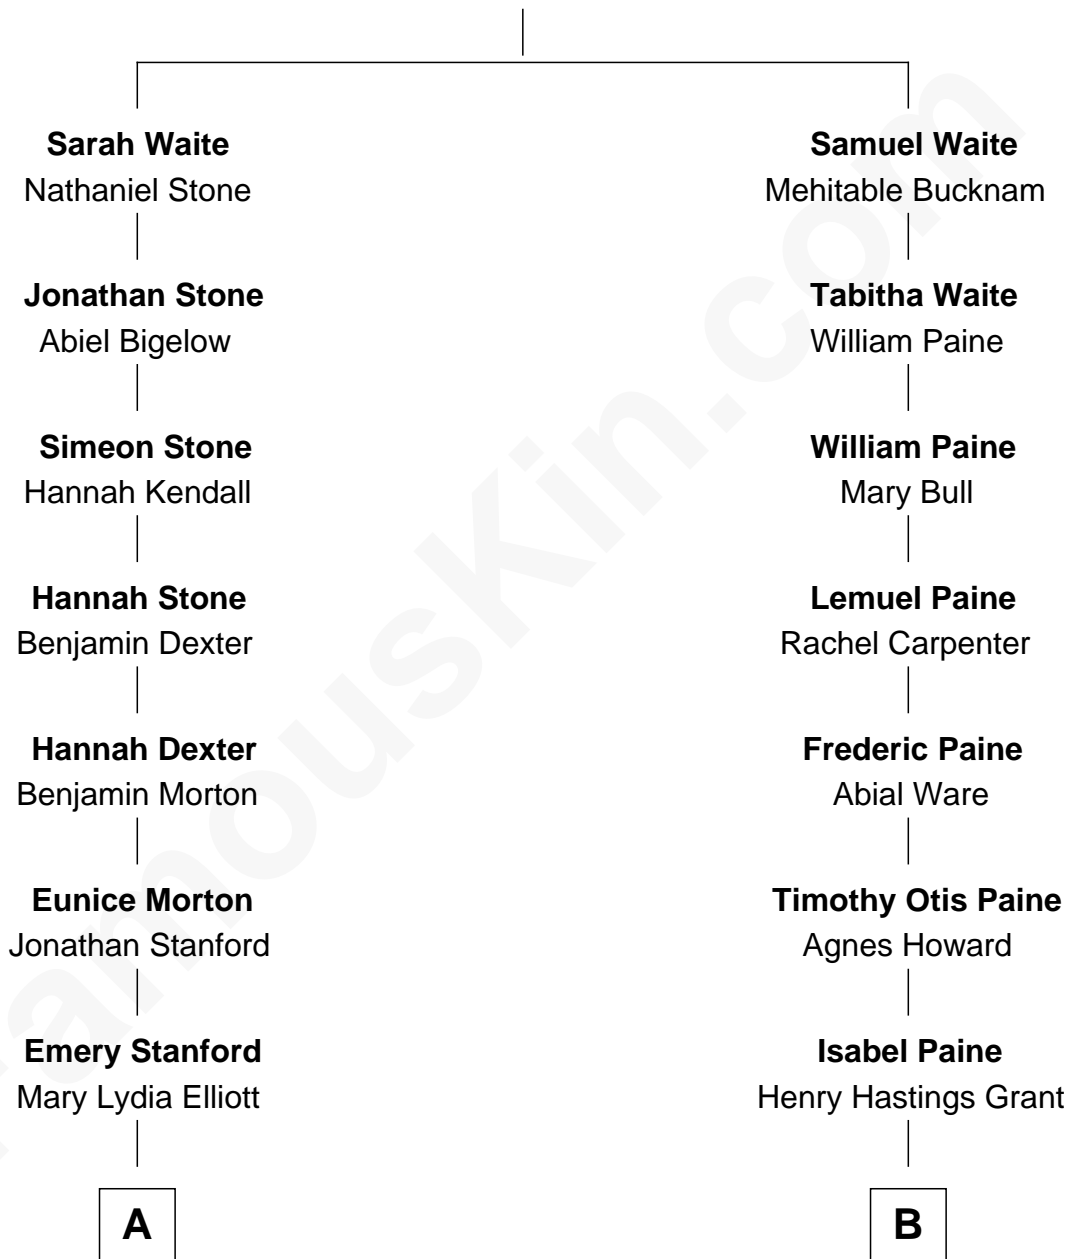 Sarah Waite
Nathaniel Stone
Jonathan Stone
Abiel Bigelow
Simeon Stone
Hannah Kendall
Hannah Stone
Benjamin Dexter
Hannah Dexter
Benjamin Morton
Eunice Morton
Jonathan Stanford
Emery Stanford
Mary Lydia Elliott
A
Samuel Waite
Mehitable Bucknam
Tabitha Waite
William Paine
William Paine
Mary Bull
Lemuel Paine
Rachel Carpenter
Frederic Paine
Abial Ware
Timothy Otis Paine
Agnes Howard
Isabel Paine
Henry Hastings Grant
B
FamousKin.com